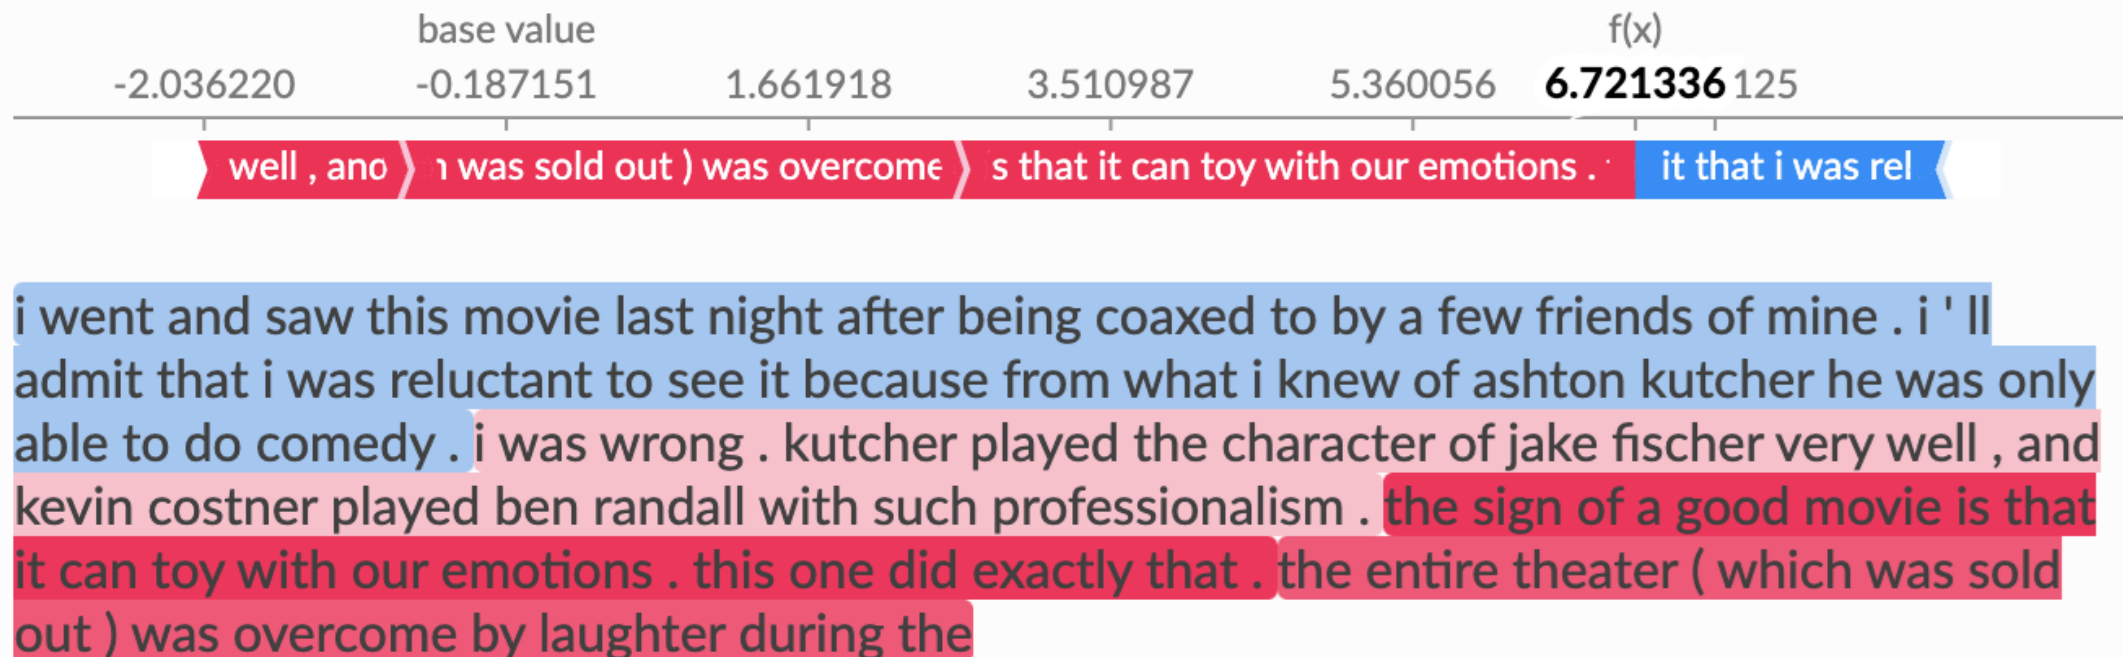 base value f(x)
-2.036220 -0.187151 1.661918 3.510987 5.360056 6.721336 125
well , and was sold out ) was overcome s that it can toy with our emotions . it that i was rel
i went and saw this movie last night after being coaxed to by a few friends of mine . i ' ll
admit that i was reluctant to see it because from what i knew of ashton kutcher he was only
able to do comedy . i was wrong . kutcher played the character of jake fischer very well , and
kevin costner played ben randall with such professionalism . the sign of a good movie is that
it can toy with our emotions . this one did exactly that . the entire theater ( which was sold
out ) was overcome by laughter during the